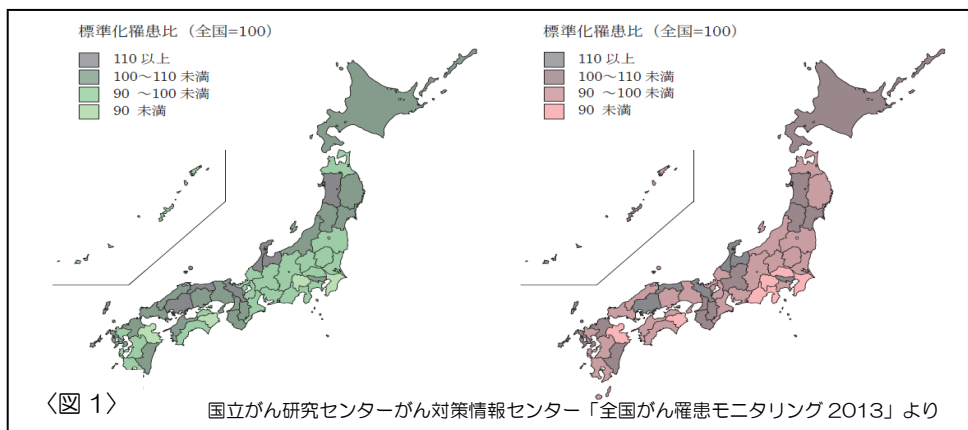 標準化罹患比（全国=100）
110 以上
100～110 未満
90 ～100 未満
90 未満
標準化罹患比（全国=100）
110 以上
100～110 未満
90 ～100 未満
90 未満
〈図 1〉
国立がん研究センターがん対策情報センター「全国がん罹患モニタリング 2013」より